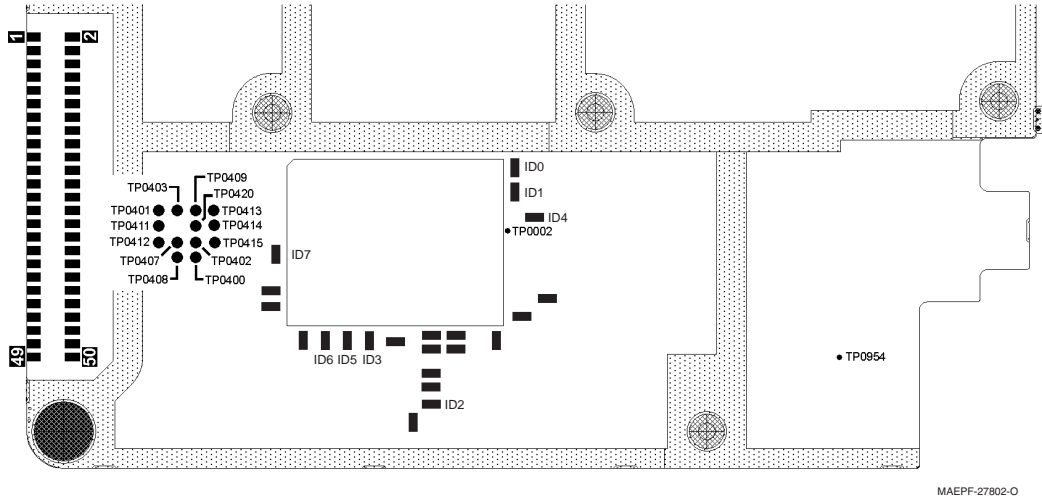 1
2
ID0
TP0409
TP0403
TP0420
ID1
TP0401
TP0413
ID4
TP0411
TP0414
TP0002
TP0412
TP0415
ID7
TP0407
TP0402
TP0408
TP0400
49
50
ID6 ID5 ID3
TP0954
ID2
MAEPF-27802-O